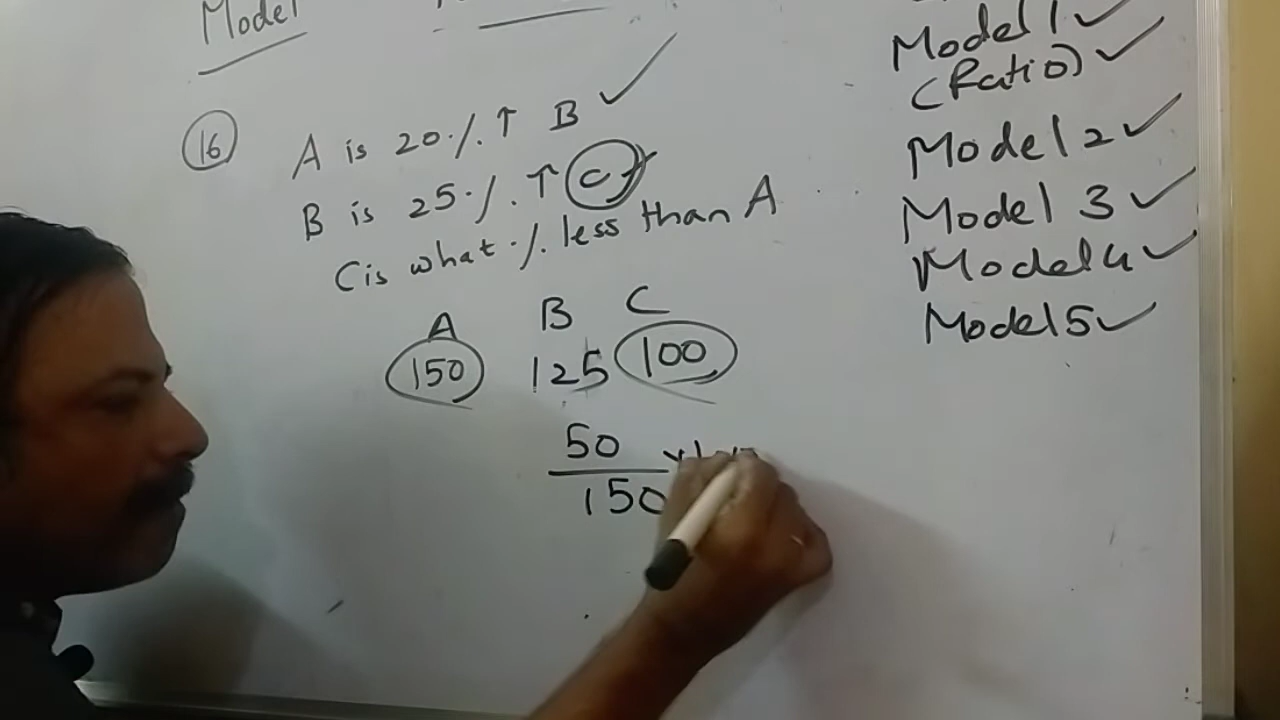 Model
16 A is 20% ↑ B ✓
B is 25% ↑ C
C is what % less than A
A B C
150 125 100
50
150
Model 1 ✓
(Ratio) ✓
Model 2 ✓
Model 3 ✓
Model 4 ✓
Model 5 ✓